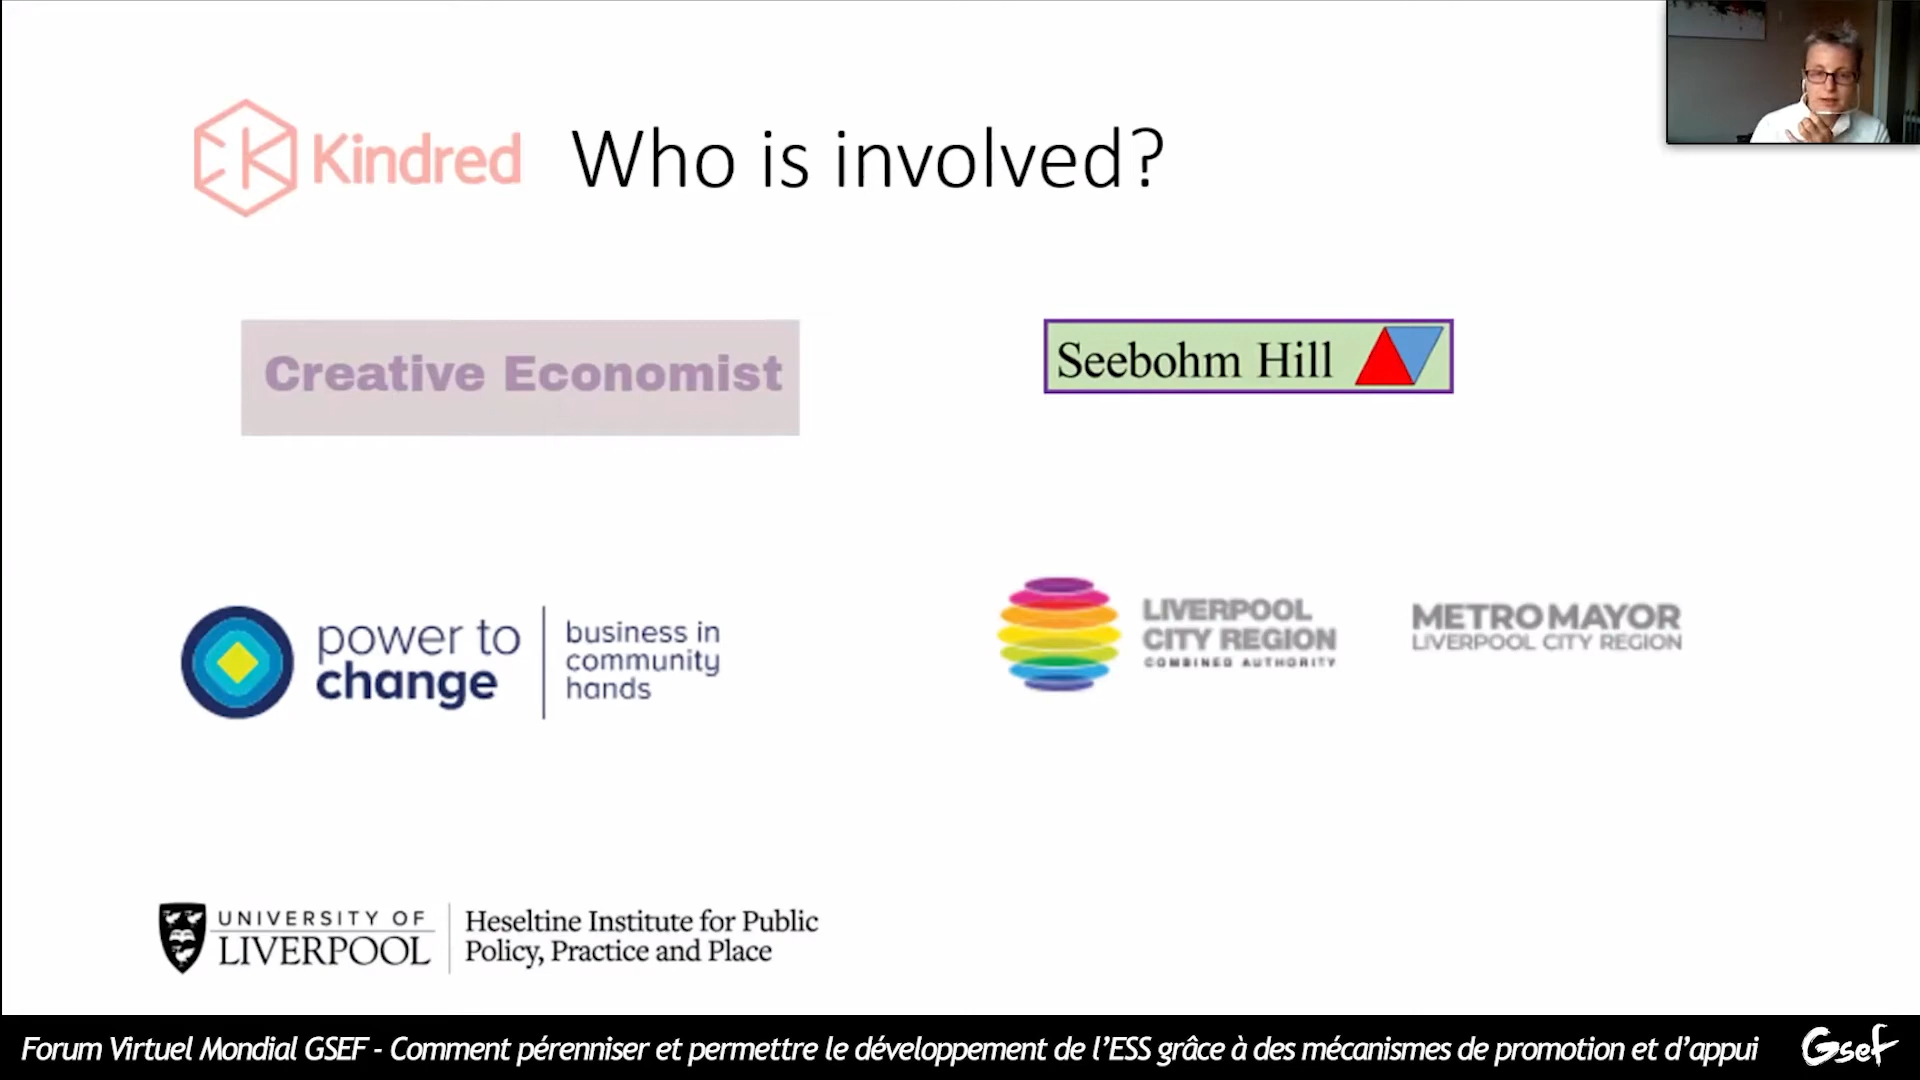 Kindred Who is involved?
Creative Economist
Seebohm Hill
power to
change
business in
community
hands
LIVERPOOL
CITY REGION
COMBINED AUTHORITY
METRO MAYOR
LIVERPOOL CITY REGION
UNIVERSITY OF
LIVERPOOL
Heseltine Institute for Public
Policy, Practice and Place
Forum Virtuel Mondial GSEF - Comment pérenniser et permettre le développement de l'ESS grâce à des mécanismes de promotion et d'appui
Gsef